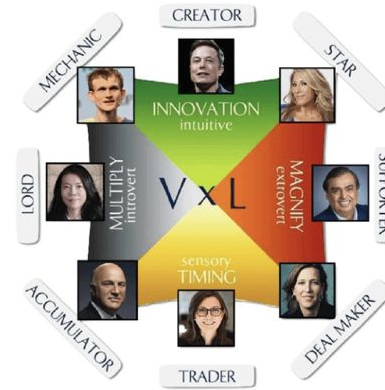 CREATOR
MECHANIC
STAR
INNOVATION
intuitive
LORD
MULTIPLY
introvert
V x L
MAGNIFY
extrovert
SUPPORTER
sensory
TIMING
ACCUMULATOR
DEAL MAKER
TRADER